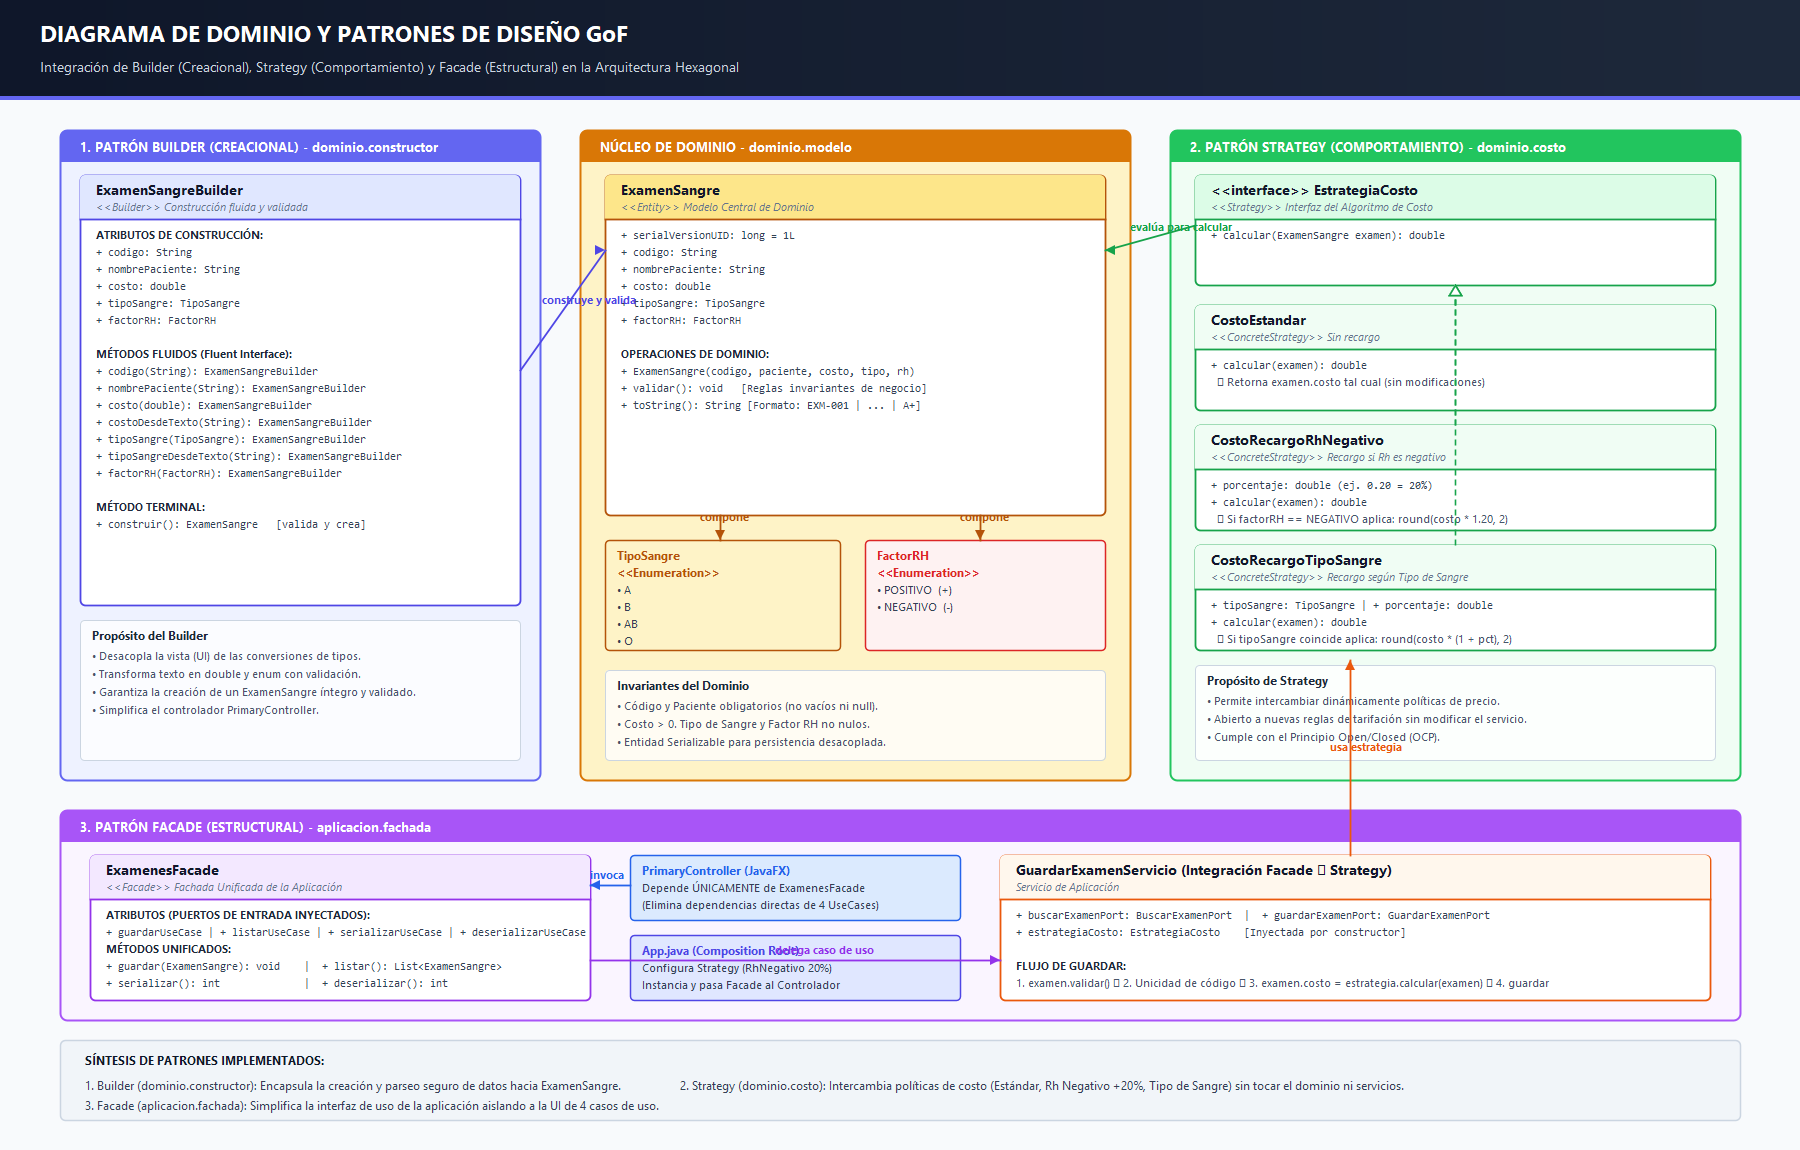 DIAGRAMA DE DOMINIO Y PATRONES DE DISEÑO GoF
Integración de Builder (Creacional), Strategy (Comportamiento) y Facade (Estructural) en la Arquitectura Hexagonal
1. PATRÓN BUILDER (CREACIONAL) - dominio.constructor
ExamenSangreBuilder
<<Builder>> Construcción fluida y validada
ATRIBUTOS DE CONSTRUCCIÓN:
+ codigo: String
+ nombrePaciente: String
+ costo: double
+ tipoSangre: TipoSangre
+ factorRH: FactorRH
MÉTODOS FLUIDOS (Fluent Interface):
+ codigo(String): ExamenSangreBuilder
+ nombrePaciente(String): ExamenSangreBuilder
+ costo(double): ExamenSangreBuilder
+ costoDesdeTexto(String): ExamenSangreBuilder
+ tipoSangre(TipoSangre): ExamenSangreBuilder
+ tipoSangreDesdeTexto(String): ExamenSangreBuilder
+ factorRH(FactorRH): ExamenSangreBuilder
MÉTODO TERMINAL:
+ construir(): ExamenSangre [valida y crea]
Propósito del Builder
• Desacopla la vista (UI) de las conversiones de tipos.
• Transforma texto en double y enum con validación.
• Garantiza la creación de un ExamenSangre íntegro y validado.
• Simplifica el controlador PrimaryController.
construye y valida
NÚCLEO DE DOMINIO - dominio.modelo
ExamenSangre
<<Entity>> Modelo Central de Dominio
+ serialVersionUID: long = 1L
+ codigo: String
+ nombrePaciente: String
+ costo: double
+ tipoSangre: TipoSangre
+ factorRH: FactorRH
OPERACIONES DE DOMINIO:
+ ExamenSangre(codigo, paciente, costo, tipo, rh)
+ validar(): void [Reglas invariantes de negocio]
+ toString(): String [Formato: EXM-001 | ... | A+]
compone
compone
TipoSangre
<<Enumeration>>
• A
• B
• AB
• O
FactorRH
<<Enumeration>>
• POSITIVO (+)
• NEGATIVO (-)
Invariantes del Dominio
• Código y Paciente obligatorios (no vacíos ni null).
• Costo > 0. Tipo de Sangre y Factor RH no nulos.
• Entidad Serializable para persistencia desacoplada.
evalúa para calcular
2. PATRÓN STRATEGY (COMPORTAMIENTO) - dominio.costo
<<interface>> EstrategiaCosto
<<Strategy>> Interfaz del Algoritmo de Costo
+ calcular(ExamenSangre examen): double
CostoEstandar
<<ConcreteStrategy>> Sin recargo
+ calcular(examen): double
▯ Retorna examen.costo tal cual (sin modificaciones)
CostoRecargoRhNegativo
<<ConcreteStrategy>> Recargo si Rh es negativo
+ porcentaje: double (ej. 0.20 = 20%)
+ calcular(examen): double
▯ Si factorRH == NEGATIVO aplica: round(costo * 1.20, 2)
CostoRecargoTipoSangre
<<ConcreteStrategy>> Recargo según Tipo de Sangre
+ tipoSangre: TipoSangre | + porcentaje: double
+ calcular(examen): double
▯ Si tipoSangre coincide aplica: round(costo * (1 + pct), 2)
Propósito de Strategy
• Permite intercambiar dinámicamente políticas de precio.
• Abierto a nuevas reglas de tarifación sin modificar el servicio.
• Cumple con el Principio Open/Closed (OCP).
usa estrategia
3. PATRÓN FACADE (ESTRUCTURAL) - aplicacion.fachada
ExamenesFacade
<<Facade>> Fachada Unificada de la Aplicación
ATRIBUTOS (PUERTOS DE ENTRADA INYECTADOS):
+ guardarUseCase | + listarUseCase | + serializarUseCase | + deserializarUseCase
MÉTODOS UNIFICADOS:
+ guardar(ExamenSangre): void | + listar(): List<ExamenSangre>
+ serializar(): int | + deserializar(): int
invoca
PrimaryController (JavaFX)
Depende ÚNICAMENTE de ExamenesFacade
(Elimina dependencias directas de 4 UseCases)
App.java (Composition Root)
delega caso de uso
Configura Strategy (RhNegativo 20%)
Instancia y pasa Facade al Controlador
GuardarExamenServicio (Integración Facade ▯ Strategy)
Servicio de Aplicación
+ buscarExamenPort: BuscarExamenPort | + guardarExamenPort: GuardarExamenPort
+ estrategiaCosto: EstrategiaCosto [Inyectada por constructor]
FLUJO DE GUARDAR:
1. examen.validar() ▯ 2. Unicidad de código ▯ 3. examen.costo = estrategia.calcular(examen) ▯ 4. guardar
SÍNTESIS DE PATRONES IMPLEMENTADOS:
1. Builder (dominio.constructor): Encapsula la creación y parseo seguro de datos hacia ExamenSangre.
2. Strategy (dominio.costo): Intercambia políticas de costo (Estándar, Rh Negativo +20%, Tipo de Sangre) sin tocar el dominio ni servicios.
3. Facade (aplicacion.fachada): Simplifica la interfaz de uso de la aplicación aislando a la UI de 4 casos de uso.